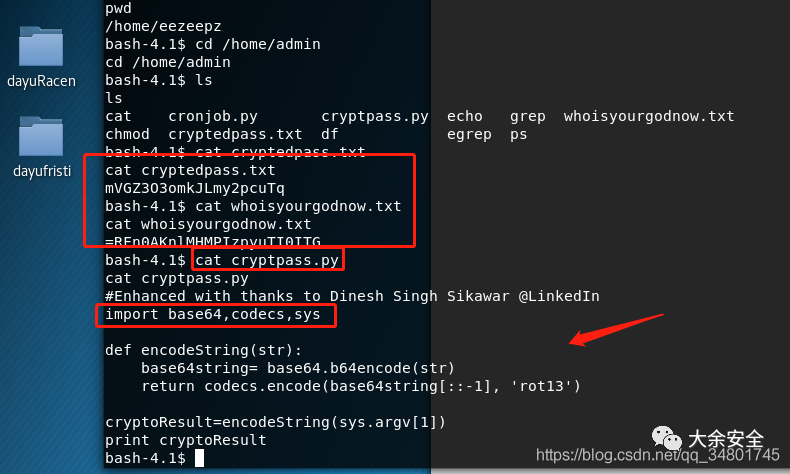 dayuRacen
dayufristi
pwd
/home/eezeepz
bash-4.1$ cd /home/admin
cd /home/admin
bash-4.1$ ls
ls
cat    cronjob.py       cryptpass.py  echo   grep  whoisyourgodnow.txt
chmod  cryptedpass.txt  df            egrep  ps
bash-4.1$ cat cryptedpass.txt
cat cryptedpass.txt
mVGZ3O3omkJLmy2pcuTq
bash-4.1$ cat whoisyourgodnow.txt
cat whoisyourgodnow.txt
=RFn0AKnlMHMPIzpyuTI0ITG
bash-4.1$ cat cryptpass.py
cat cryptpass.py
#Enhanced with thanks to Dinesh Singh Sikawar @LinkedIn
import base64,codecs,sys
def encodeString(str):
    base64string= base64.b64encode(str)
    return codecs.encode(base64string[::-1], 'rot13')
cryptoResult=encodeString(sys.argv[1])
print cryptoResult
bash-4.1$
大余安全
https://blog.csdn.net/qq_34801745